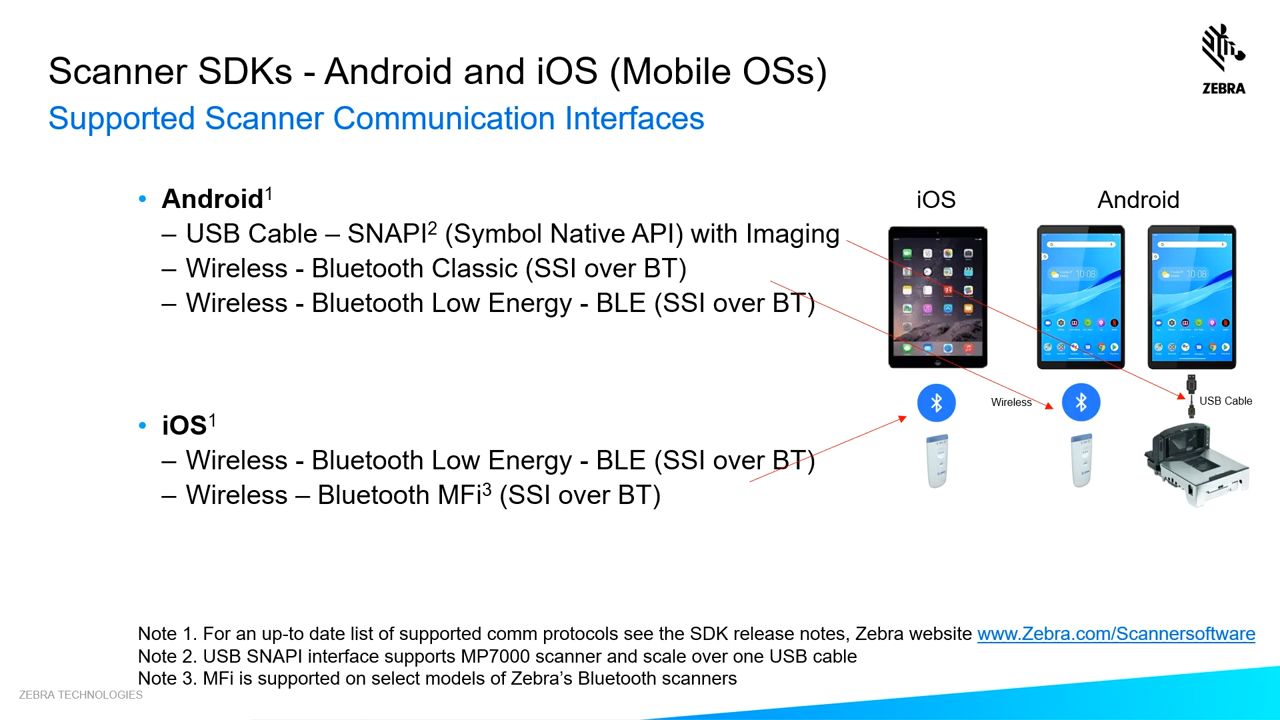 Scanner SDKs - Android and iOS (Mobile OSs)
Supported Scanner Communication Interfaces
ZEBRA
• Android1
– USB Cable – SNAPI2 (Symbol Native API) with Imaging
– Wireless - Bluetooth Classic (SSI over BT)
– Wireless - Bluetooth Low Energy - BLE (SSI over BT)
• iOS1
– Wireless - Bluetooth Low Energy - BLE (SSI over BT)
– Wireless – Bluetooth MFi3 (SSI over BT)
iOS
Android
10:08
10:08
Wireless
USB Cable
Note 1. For an up-to date list of supported comm protocols see the SDK release notes, Zebra website www.Zebra.com/Scannersoftware
Note 2. USB SNAPI interface supports MP7000 scanner and scale over one USB cable
Note 3. MFi is supported on select models of Zebra’s Bluetooth scanners
ZEBRA TECHNOLOGIES